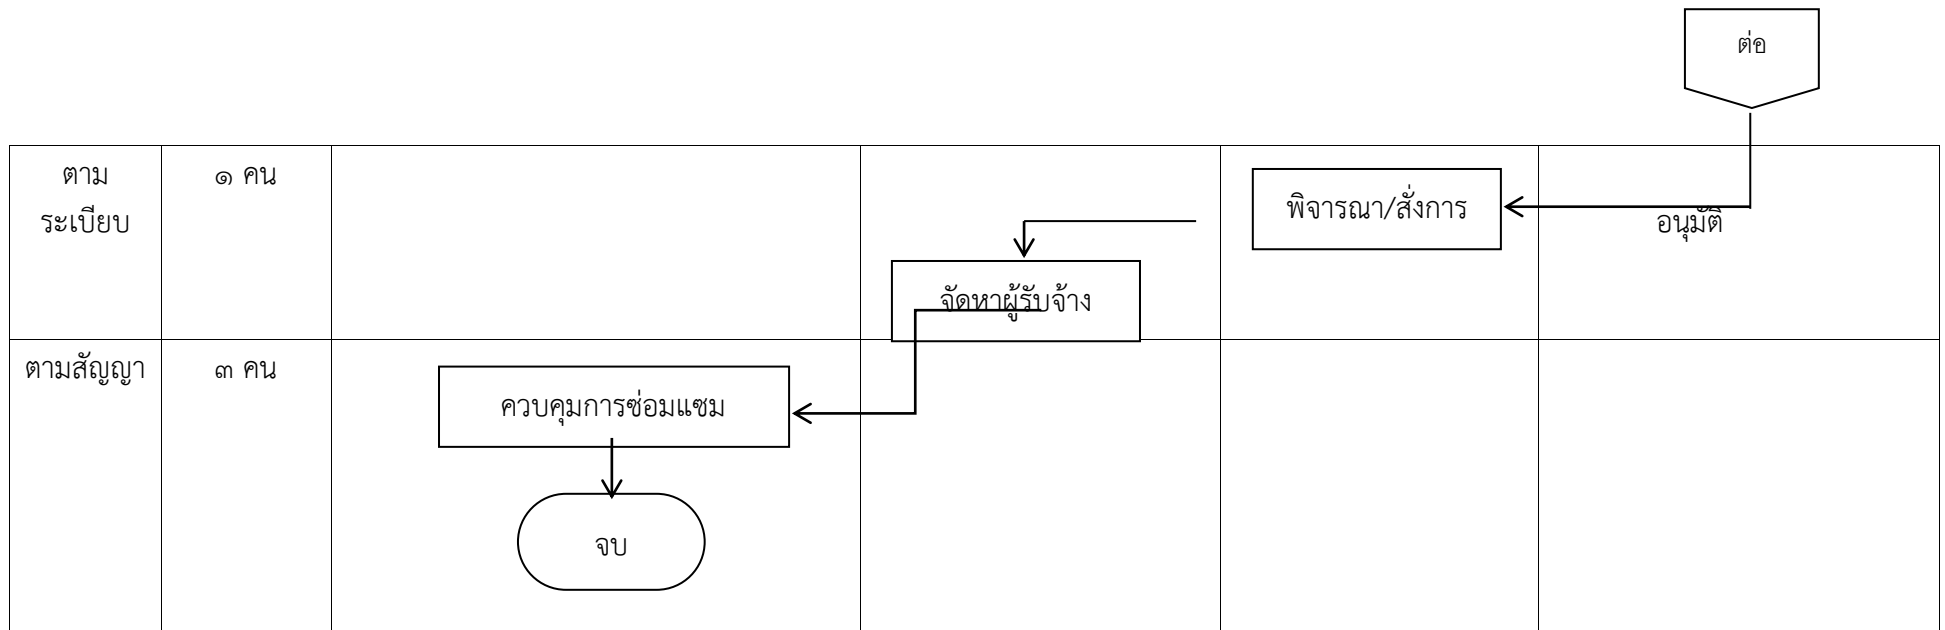 ต่อ
ตาม
ระเบียบ
๑ คน
พิจารณา/สั่งการ
อนุมัติ
จัดหาผู้รับจ้าง
ตามสัญญา
๓ คน
ควบคุมการซ่อมแซม
จบ